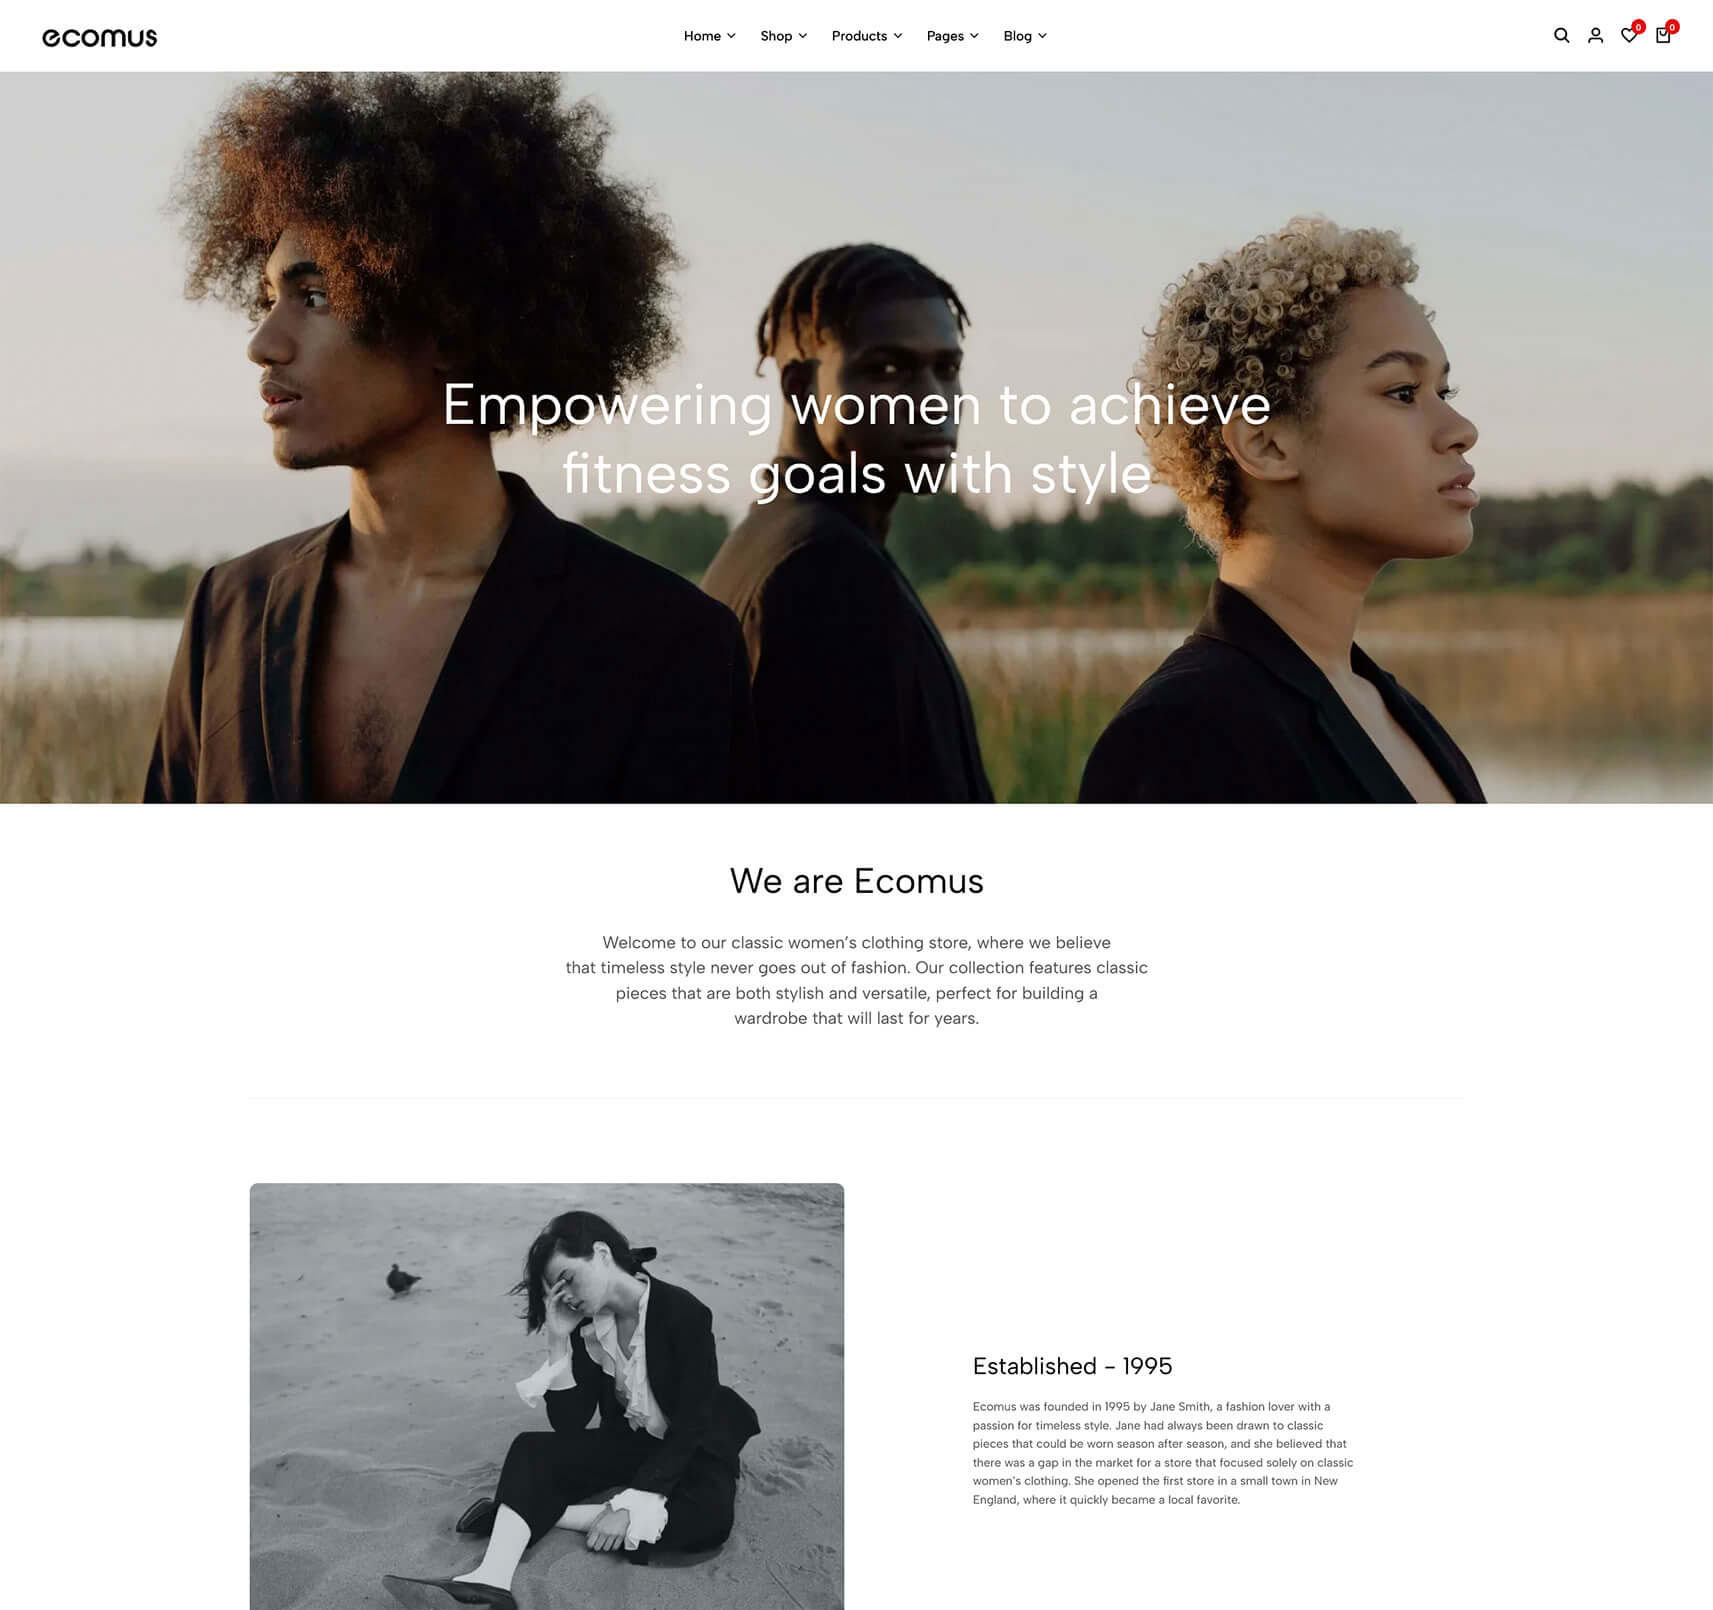 ecomus
Home
Shop
Products
Pages
Blog
0
0
Empowering women to achieve
fitness goals with style
We are Ecomus
Welcome to our classic women’s clothing store, where we believe
that timeless style never goes out of fashion. Our collection features classic
pieces that are both stylish and versatile, perfect for building a
wardrobe that will last for years.
Established – 1995
Ecomus was founded in 1995 by Jane Smith, a fashion lover with a
passion for timeless style. Jane had always been drawn to classic
pieces that could be worn season after season, and she believed that
there was a gap in the market for a store that focused solely on classic
women's clothing. She opened the first store in a small town in New
England, where it quickly became a local favorite.